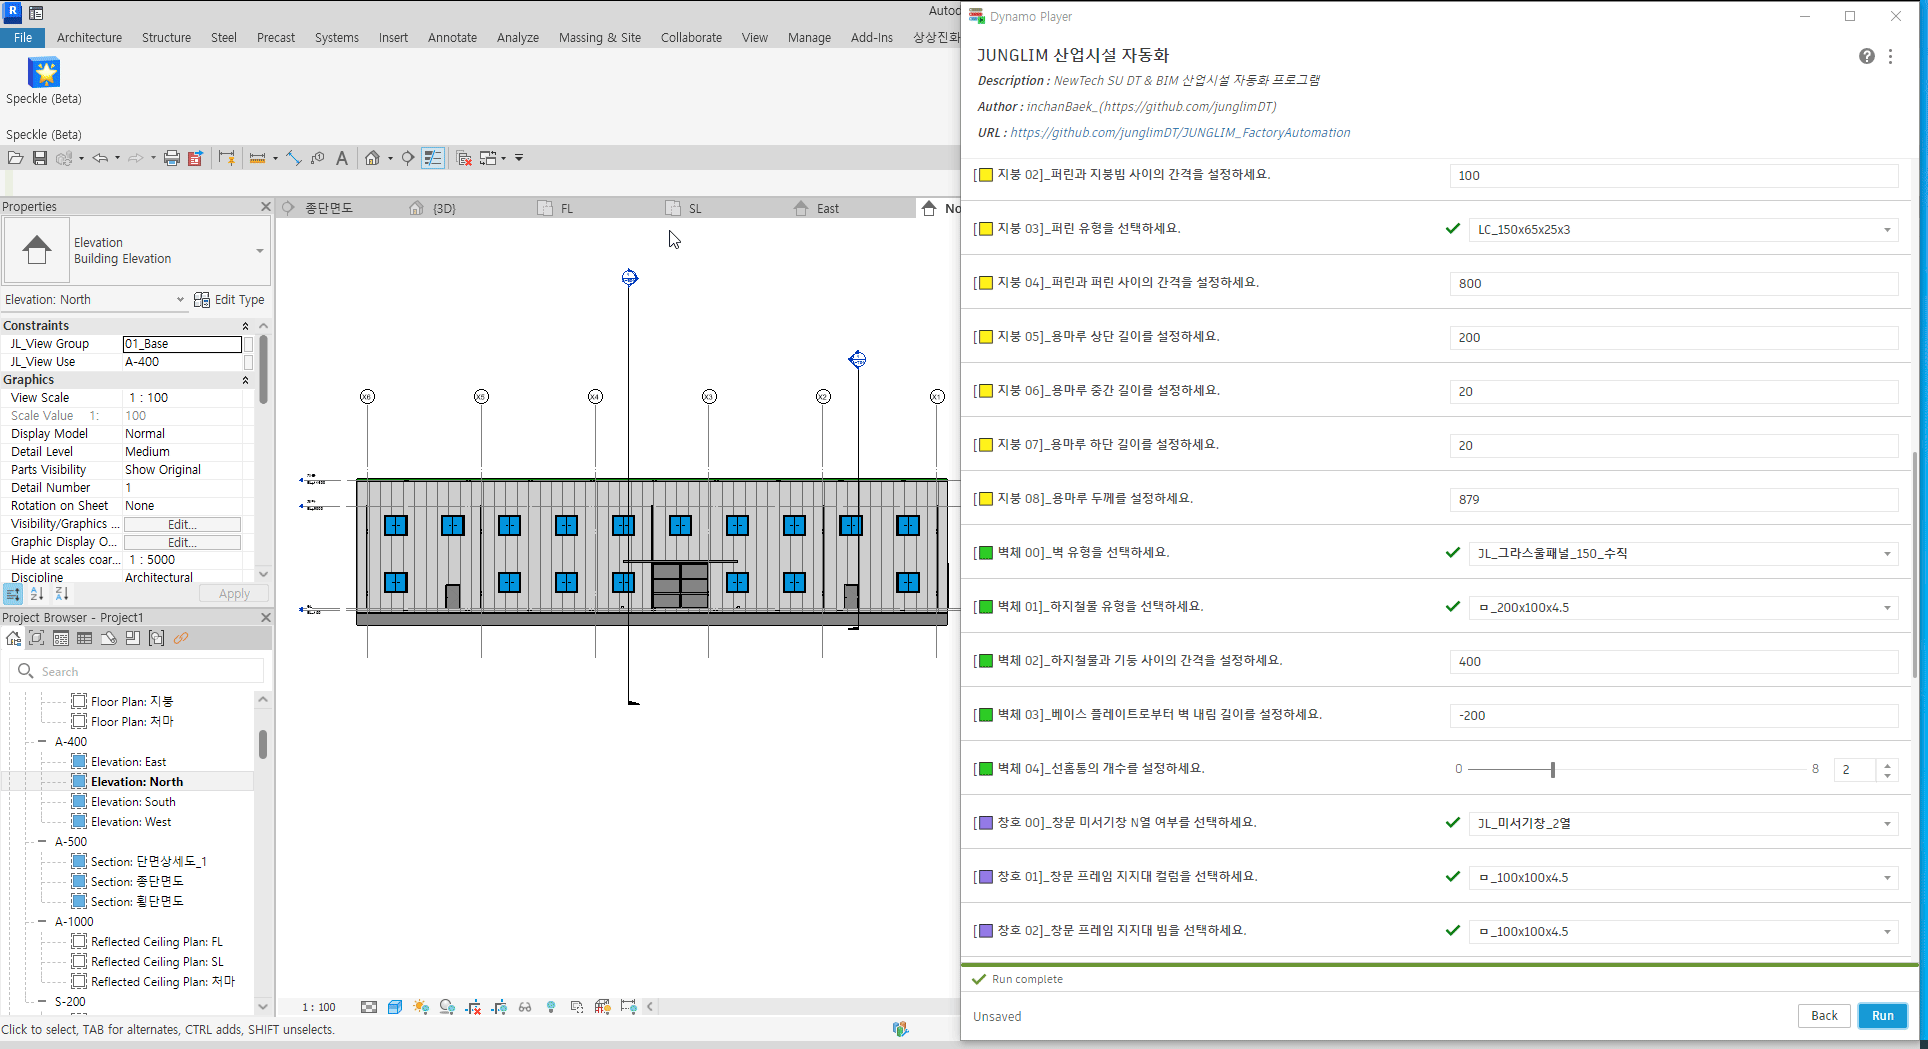 Autod
File Architecture Structure Steel Precast Systems Insert Annotate Analyze Massing & Site Collaborate View Manage Add-Ins 상상진화
Speckle (Beta)
Speckle (Beta)
Properties
종단면도 {3D} FL SL East No
Elevation
Building Elevation
Elevation: North Edit Type
Constraints
JL_View Group 01_Base
JL_View Use A-400
Graphics
View Scale 1 : 100
Scale Value 1: 100
Display Model Normal
Detail Level Medium
Parts Visibility Show Original
Detail Number 1
Rotation on Sheet None
Visibility/Graphics ... Edit...
Graphic Display O... Edit...
Hide at scales coar... 1 : 5000
Discipline Architectural
Apply
X6 X5 X4 X3 X2 X1
Project Browser - Project1
Search
Floor Plan: 지붕
Floor Plan: 처마
A-400
Elevation: East
Elevation: North
Elevation: South
Elevation: West
A-500
Section: 단면상세도_1
Section: 종단면도
Section: 횡단면도
A-1000
Reflected Ceiling Plan: FL
Reflected Ceiling Plan: SL
Reflected Ceiling Plan: 처마
S-200
1 : 100
Click to select, TAB for alternates, CTRL adds, SHIFT unselects.
Dynamo Player
JUNGLIM 산업시설 자동화
Description : NewTech SU DT & BIM 산업시설 자동화 프로그램
Author : inchanBaek_(https://github.com/junglimDT)
URL : https://github.com/junglimDT/JUNGLIM_FactoryAutomation
[ 지붕 02]_퍼린과 지붕빔 사이의 간격을 설정하세요. 100
[ 지붕 03]_퍼린 유형을 선택하세요. LC_150x65x25x3
[ 지붕 04]_퍼린과 퍼린 사이의 간격을 설정하세요. 800
[ 지붕 05]_용마루 상단 길이를 설정하세요. 200
[ 지붕 06]_용마루 중간 길이를 설정하세요. 20
[ 지붕 07]_용마루 하단 길이를 설정하세요. 20
[ 지붕 08]_용마루 두께를 설정하세요. 879
[ 벽체 00]_벽 유형을 선택하세요. JL_그라스울패널_150_수직
[ 벽체 01]_하지철물 유형을 선택하세요. ㅁ_200x100x4.5
[ 벽체 02]_하지철물과 기둥 사이의 간격을 설정하세요. 400
[ 벽체 03]_베이스 플레이트로부터 벽 내림 길이를 설정하세요. -200
[ 벽체 04]_선홈통의 개수를 설정하세요. 0 8 2
[ 창호 00]_창문 미서기창 N열 여부를 선택하세요. JL_미서기창_2열
[ 창호 01]_창문 프레임 지지대 컬럼을 선택하세요. ㅁ_100x100x4.5
[ 창호 02]_창문 프레임 지지대 빔을 선택하세요. ㅁ_100x100x4.5
Run complete
Unsaved Back Run